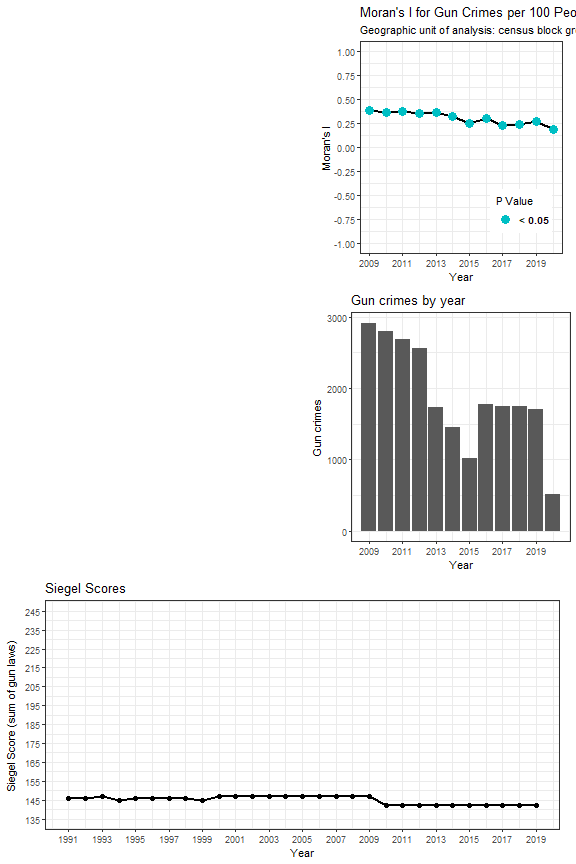 Moran's I for Gun Crimes per 100 Peo
Geographic unit of analysis: census block gr
1.00
0.75
0.50
0.25
0.00
-0.25
-0.50
-0.75
-1.00
Moran's I
P Value
< 0.05
2009 2011 2013 2015 2017 2019
Year
Gun crimes by year
3000
2000
1000
0
Gun crimes
2009 2011 2013 2015 2017 2019
Year
Siegel Scores
245
235
225
215
205
195
185
175
165
155
145
135
Siegel Score (sum of gun laws)
1991 1993 1995 1997 1999 2001 2003 2005 2007 2009 2011 2013 2015 2017 2019
Year